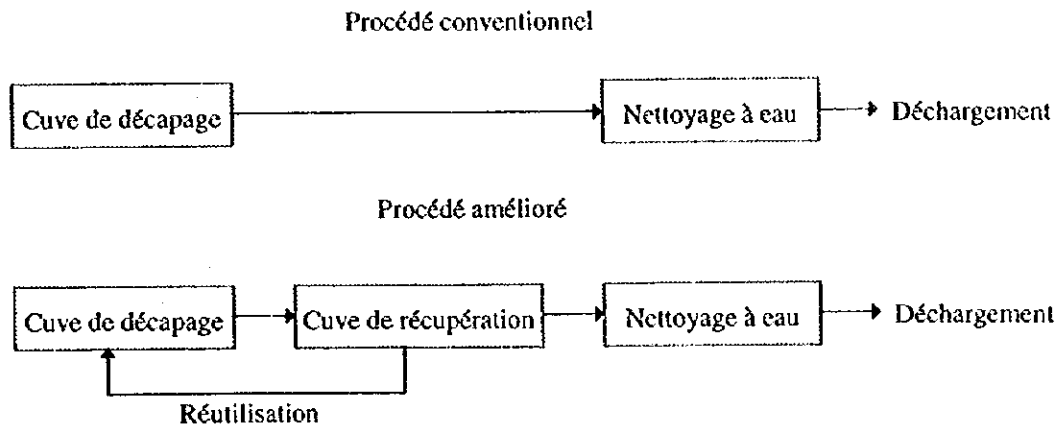 Procédé conventionnel
Cuve de décapage
Nettoyage à eau
Déchargement
Procédé amélioré
Cuve de décapage
Cuve de récupération
Nettoyage à eau
Déchargement
Réutilisation